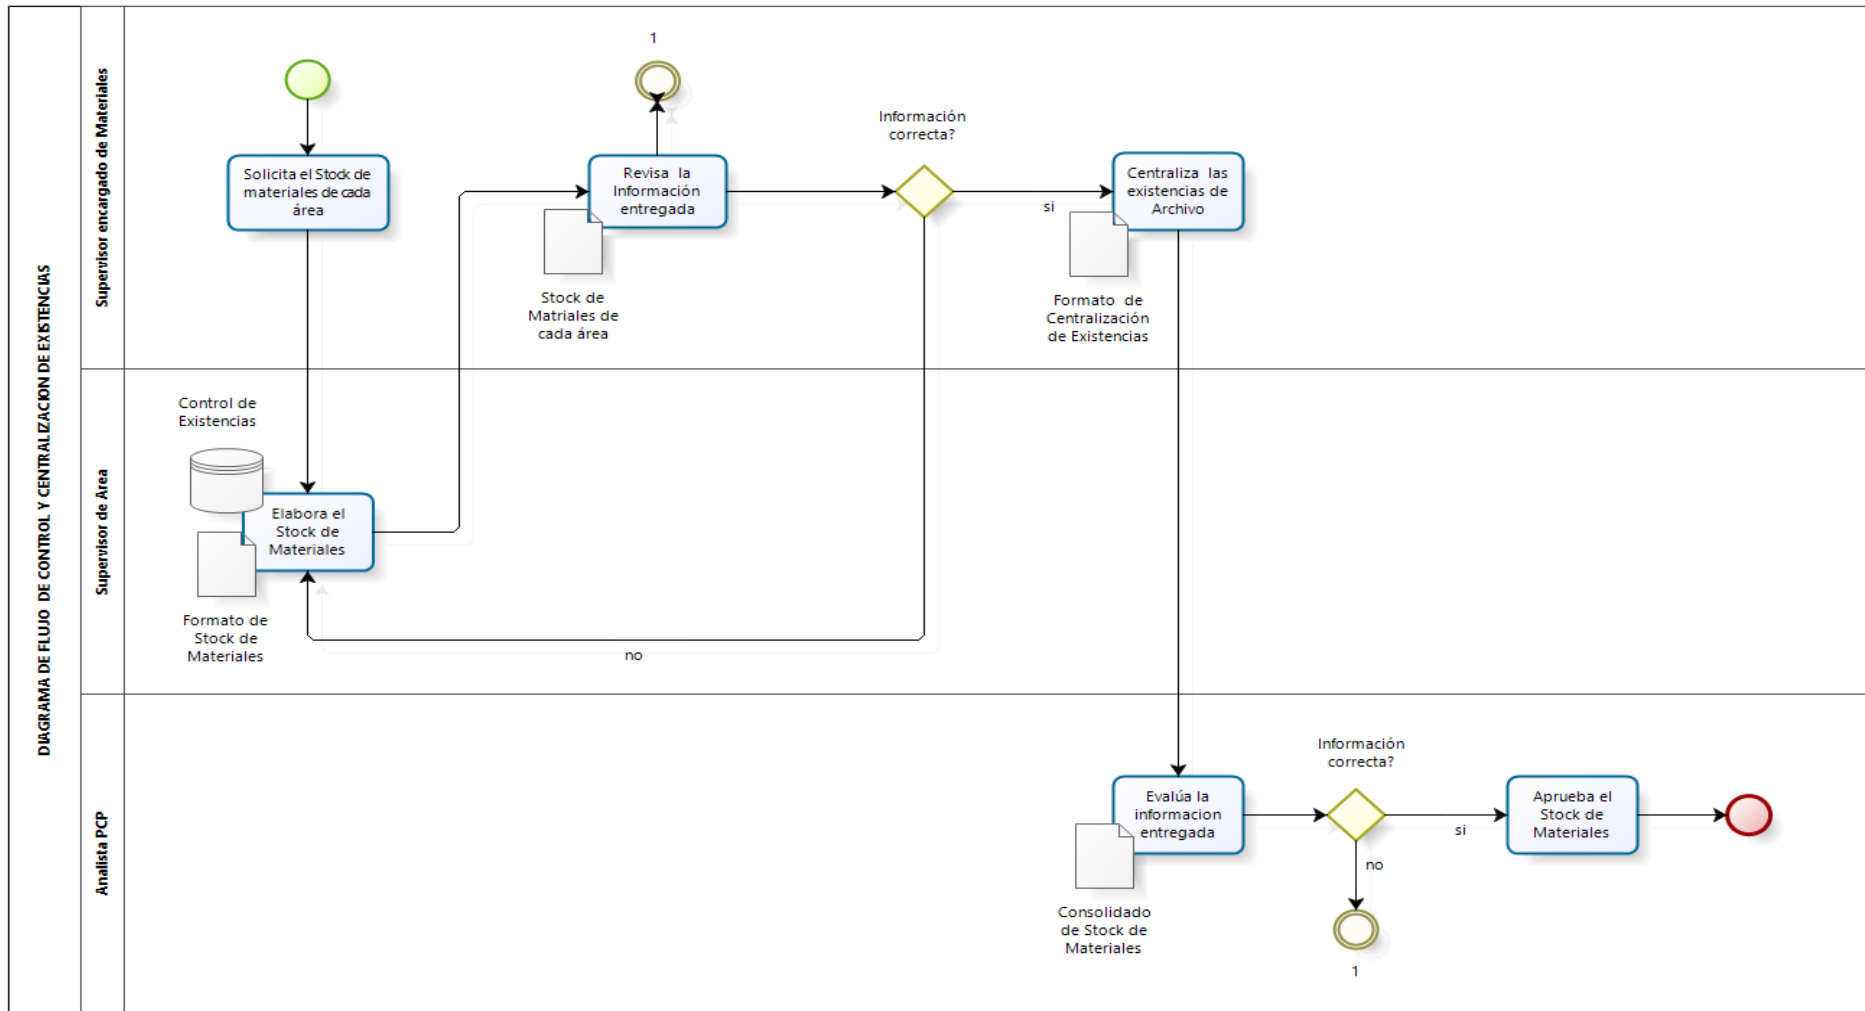 DIAGRAMA DE FLUJO DE CONTROL Y CENTRALIZACION DE EXISTENCIAS
Supervisor encargado de Materiales
Solicita el Stock de
materiales de cada
área
1
Revisa la
Información
entregada
Stock de
Matriales de
cada área
Información
correcta?
si
Centraliza las
existencias de
Archivo
Formato de
Centralización
de Existencias
Supervisor de Area
Control de
Existencias
Elabora el
Stock de
Materiales
Formato de
Stock de
Materiales
no
Analista PCP
Evalúa la
informacion
entregada
Consolidado
de Stock de
Materiales
Información
correcta?
si
no
1
Aprueba el
Stock de
Materiales